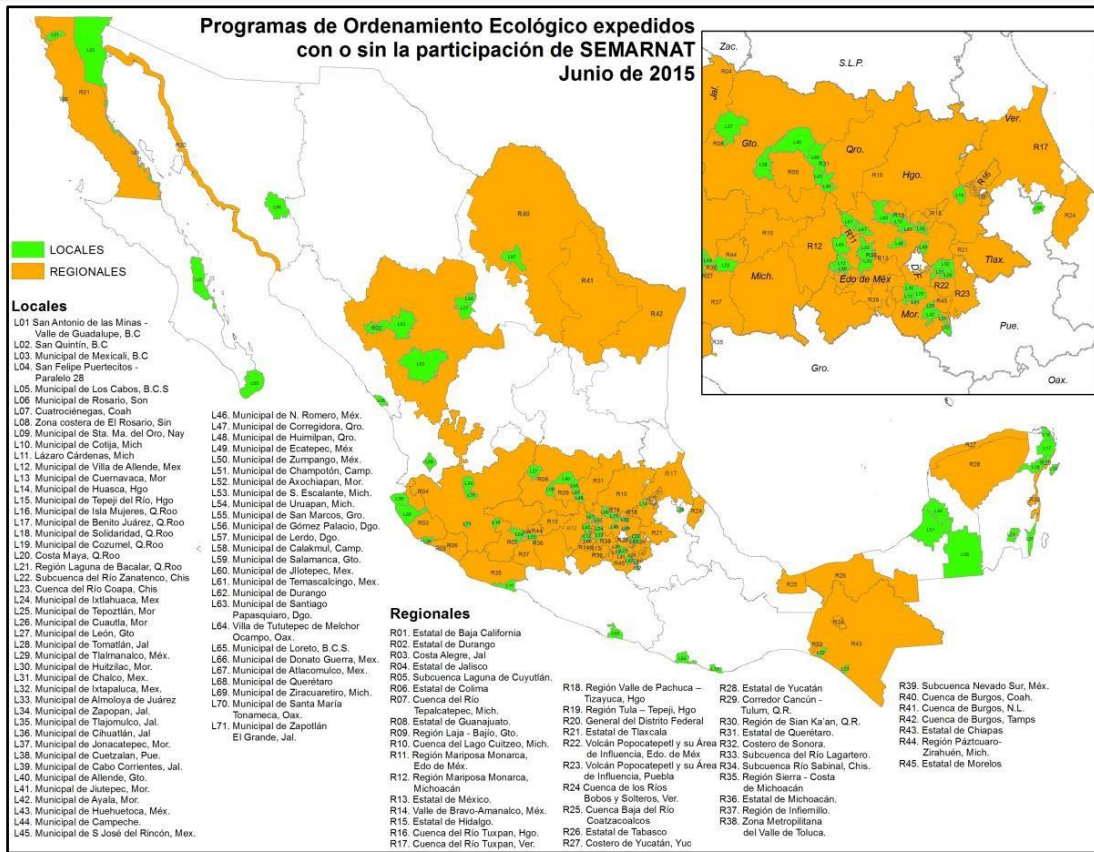 Programas de Ordenamiento Ecológico expedidos
con o sin la participación de SEMARNAT
Junio de 2015
LOCALES
REGIONALES
Locales
L01 San Antonio de las Minas -
Valle de Guadalupe, B.C
L02. San Quintín, B.C
L03. Municipal de Mexicali, B.C
L04. San Felipe Puertecitos -
Paralelo 28
L05. Municipal de Los Cabos, B.C.S
L06 Municipal de Rosario, Son
L07 Cuatrociénegas, Coah
L08. Zona costera de El Rosario, Sin
L09. Municipal de Sta. Ma. del Oro, Nay
L10. Municipal de Cotija, Mich
L11. Lázaro Cárdenas, Mich
L12 Municipal de Villa de Allende, Mex
L13 Municipal de Cuernavaca, Mor
L14 Municipal de Huasca, Hgo
L15 Municipal de Tepeji del Río, Hgo
L16 Municipal de Isla Mujeres, Q.Roo
L17 Municipal de Benito Juárez, Q.Roo
L18 Municipal de Solidaridad, Q.Roo
L19 Municipal de Cozumel, Q.Roo
L20 Costa Maya, Q.Roo
L21 Región Laguna de Bacalar, Q.Roo
L22 Subcuenca del Río Zanatenco, Chis
L23 Cuenca del Río Coapa, Chis
L24 Municipal de Ixtlahuaca, Mex
L25 Municipal de Tepoztlán, Mor
L26 Municipal de Cuautla, Mor
L27 Municipal de León, Gto
L28 Municipal de Tomatlán, Jal
L29 Municipal de Tlalmanalco, Méx
L30. Municipal de Huitzilac, Mor.
L31 Municipal de Chalco, Mex.
L32 Municipal de Ixtapaluca, Mex.
L33 Municipal de Almoloya de Juárez
L34 Municipal de Zapopan, Jal.
L35 Municipal de Tlajomulco, Jal.
L36 Municipal de Cihuatlán, Jal
L37 Municipal de Jonacatepec, Mor.
L38 Municipal de Cuetzalan, Pue.
L39 Municipal de Cabo Corrientes, Jal
L40 Municipal de Allende, Gto.
L41 Municipal de Jiutepec, Mor.
L42 Municipal de Ayala, Mor.
L43 Municipal de Huehuetoca, Méx.
L44 Municipal de Campeche.
L45 Municipal de S José del Rincón, Mex.
L46. Municipal de N. Romero, Méx.
L47. Municipal de Corregidora, Qro.
L48. Municipal de Huimilpan, Qro.
L49. Municipal de Ecatepec, Méx
L50. Municipal de Zumpango, Méx.
L51. Municipal de Champotón, Camp.
L52. Municipal de Axochiapan, Mor.
L53. Municipal de S. Escalante, Mich.
L54. Municipal de Uruapan, Mich.
L55. Municipal de San Marcos, Gro.
L56. Municipal de Gómez Palacio, Dgo.
L57. Municipal de Lerdo, Dgo.
L58. Municipal de Calakmul, Camp.
L59. Municipal de Salamanca, Gto.
L60. Municipal de Jilotepec, Mex.
L61. Municipal de Temascalcingo, Mex.
L62. Municipal de Durango
L63. Municipal de Santiago
Papasquiaro, Dgo.
L64. Villa de Tututepec de Melchor
Ocampo, Oax.
L65. Municipal de Loreto, B.C.S.
L66. Municipal de Donato Guerra, Mex.
L67. Municipal de Atlacomulco, Mex.
L68. Municipal de Querétaro
L69. Municipal de Ziracuaretiro, Mich.
L70. Municipal de Santa María
Tonameca, Oax.
L71. Municipal de Zapotlán
El Grande, Jal.
Regionales
R01. Estatal de Baja California
R02. Estatal de Durango
R03. Costa Alegre, Jal
R04. Estatal de Jalisco
R05. Subcuenca Laguna de Cuyutlán.
R06. Estatal de Colima
R07. Cuenca del Río
Tepalcatepec, Mich.
R08. Estatal de Guanajuato.
R09. Región Laja - Bajío, Gto.
R10. Cuenca del Lago Cuitzeo, Mich.
R11. Región Mariposa Monarca,
Edo de Méx.
R12. Región Mariposa Monarca,
Michoacán
R13. Estatal de México.
R14. Valle de Bravo-Amanalco, Méx.
R15. Estatal de Hidalgo.
R16. Cuenca del Río Tuxpan, Hgo.
R17. Cuenca del Río Tuxpan, Ver.
R18. Región Valle de Pachuca –
Tizayuca, Hgo
R19. Región Tula – Tepeji, Hgo
R20. General del Distrito Federal
R21. Estatal de Tlaxcala
R22. Volcán Popocatepetl y su Área
de Influencia, Edo. de Méx
R23. Volcán Popocatepetl y su Área
de Influencia, Puebla
R24 Cuenca de los Ríos
Bobos y Solteros, Ver.
R25. Cuenca Baja del Río
Coatzacoalcos
R26. Estatal de Tabasco
R27. Costero de Yucatán, Yuc
R28. Estatal de Yucatán
R29. Corredor Cancún -
Tulum, Q.R.
R30. Región de Sian Ka'an, Q.R.
R31. Estatal de Querétaro.
R32. Costero de Sonora.
R33. Subcuenca del Río Lagartero.
R34. Subcuenca Río Sabinal, Chis.
R35. Región Sierra - Costa
de Michoacán
R36. Estatal de Michoacán.
R37. Región de Infiernillo.
R38. Zona Metropolitana
del Valle de Toluca.
R39. Subcuenca Nevado Sur, Méx.
R40. Cuenca de Burgos, Coah.
R41. Cuenca de Burgos, N.L.
R42. Cuenca de Burgos, Tamps
R43. Estatal de Chiapas
R44. Región Pátzcuaro-
Zirahuén, Mich.
R45. Estatal de Morelos
Zac.
S.L.P.
Jal.
Gto.
Qro.
Ver.
R17
Hgo.
R16
R24
R10
R12
R11
Mich.
Edo de Méx
D.F.
Tlax.
R22
R23
Mor.
Pue.
Gro.
Oax.
R01
R40
R41
R42